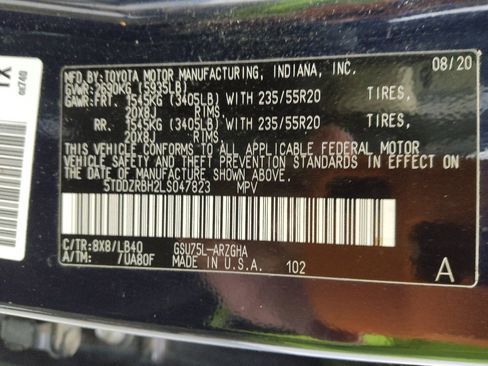 08/20
MFD. BY: TOYOTA MOTOR MANUFACTURING, INDIANA, INC.
GVWR: 2690KG (5935LB)
GAWR: FRT. 1545KG (3405LB) WITH 235/55R20 TIRES,
20X8J RIMS,
RR. 1545KG (3405LB) WITH 235/55R20 TIRES,
20X8J RIMS.
THIS VEHICLE CONFORMS TO ALL APPLICABLE FEDERAL MOTOR
VEHICLE SAFETY AND THEFT PREVENTION STANDARDS IN EFFECT ON
THE DATE OF MANUFACTURE SHOWN ABOVE.
5TDDZRBH2LS047823 MPV
C/TR: 8X8/LB40 GSU75L-ARZGHA
A/TM: /UA80F MADE IN U.S.A. 102
A